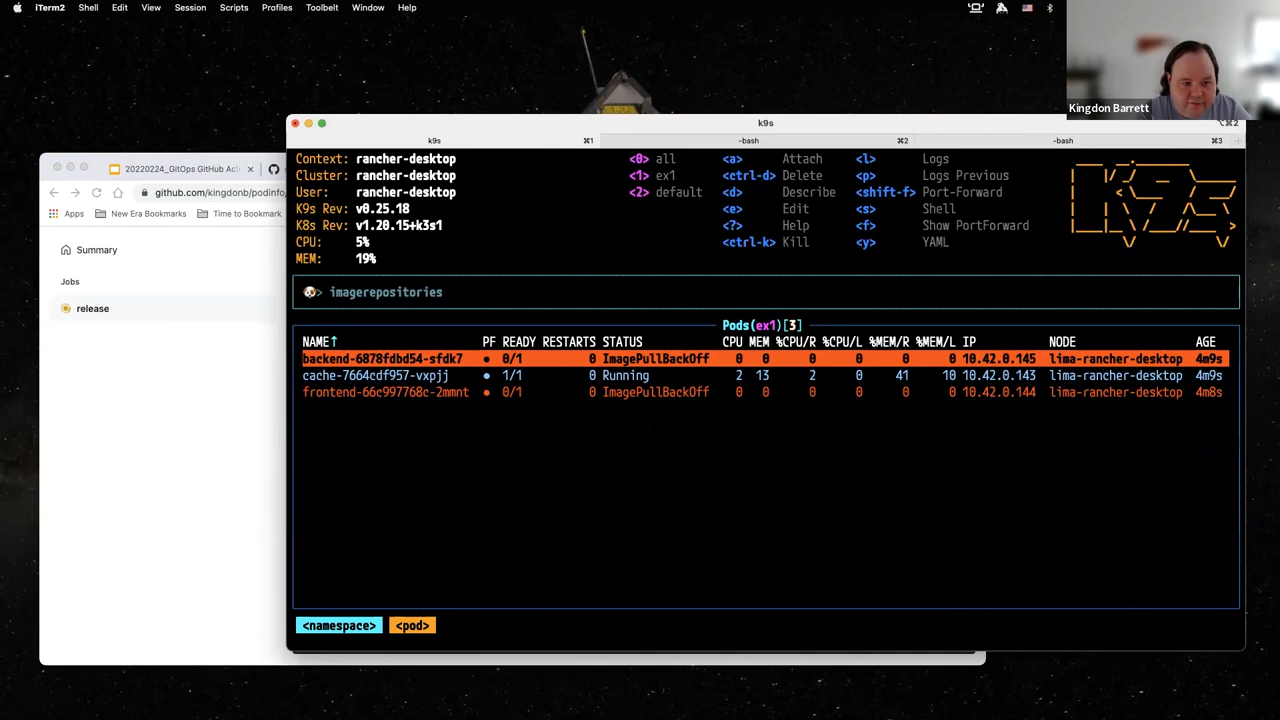 iTerm2 Shell Edit View Session Scripts Profiles Toolbelt Window Help
Kingdon Barrett
k9s
⌥⌘2
k9s ⌘1 -bash ⌘2 -bash ⌘3
20220224_GitOps GitHub Act
github.com/kingdonb/podinfo,
Apps New Era Bookmarks Time to Bookmark
Summary
Jobs
release
Context: rancher-desktop <0> all <a> Attach <l> Logs
Cluster: rancher-desktop <1> ex1 <ctrl-d> Delete <p> Logs Previous
User: rancher-desktop <2> default <d> Describe <shift-f> Port-Forward
K9s Rev: v0.25.18 <e> Edit <s> Shell
K8s Rev: v1.20.15+k3s1 <?> Help <f> Show PortForward
CPU: 5% <ctrl-k> Kill <y> YAML
MEM: 19%
> imagerepositories
Pods(ex1)[3]
NAME↑ PF READY RESTARTS STATUS CPU MEM %CPU/R %CPU/L %MEM/R %MEM/L IP NODE AGE
backend-6878fdbd54-sfdk7 ● 0/1 0 ImagePullBackOff 0 0 0 0 0 0 10.42.0.145 lima-rancher-desktop 4m9s
cache-7664cdf957-vxpjj ● 1/1 0 Running 2 13 2 0 41 10 10.42.0.143 lima-rancher-desktop 4m9s
frontend-66c997768c-2mmnt ● 0/1 0 ImagePullBackOff 0 0 0 0 0 0 10.42.0.144 lima-rancher-desktop 4m8s
<namespace> <pod>